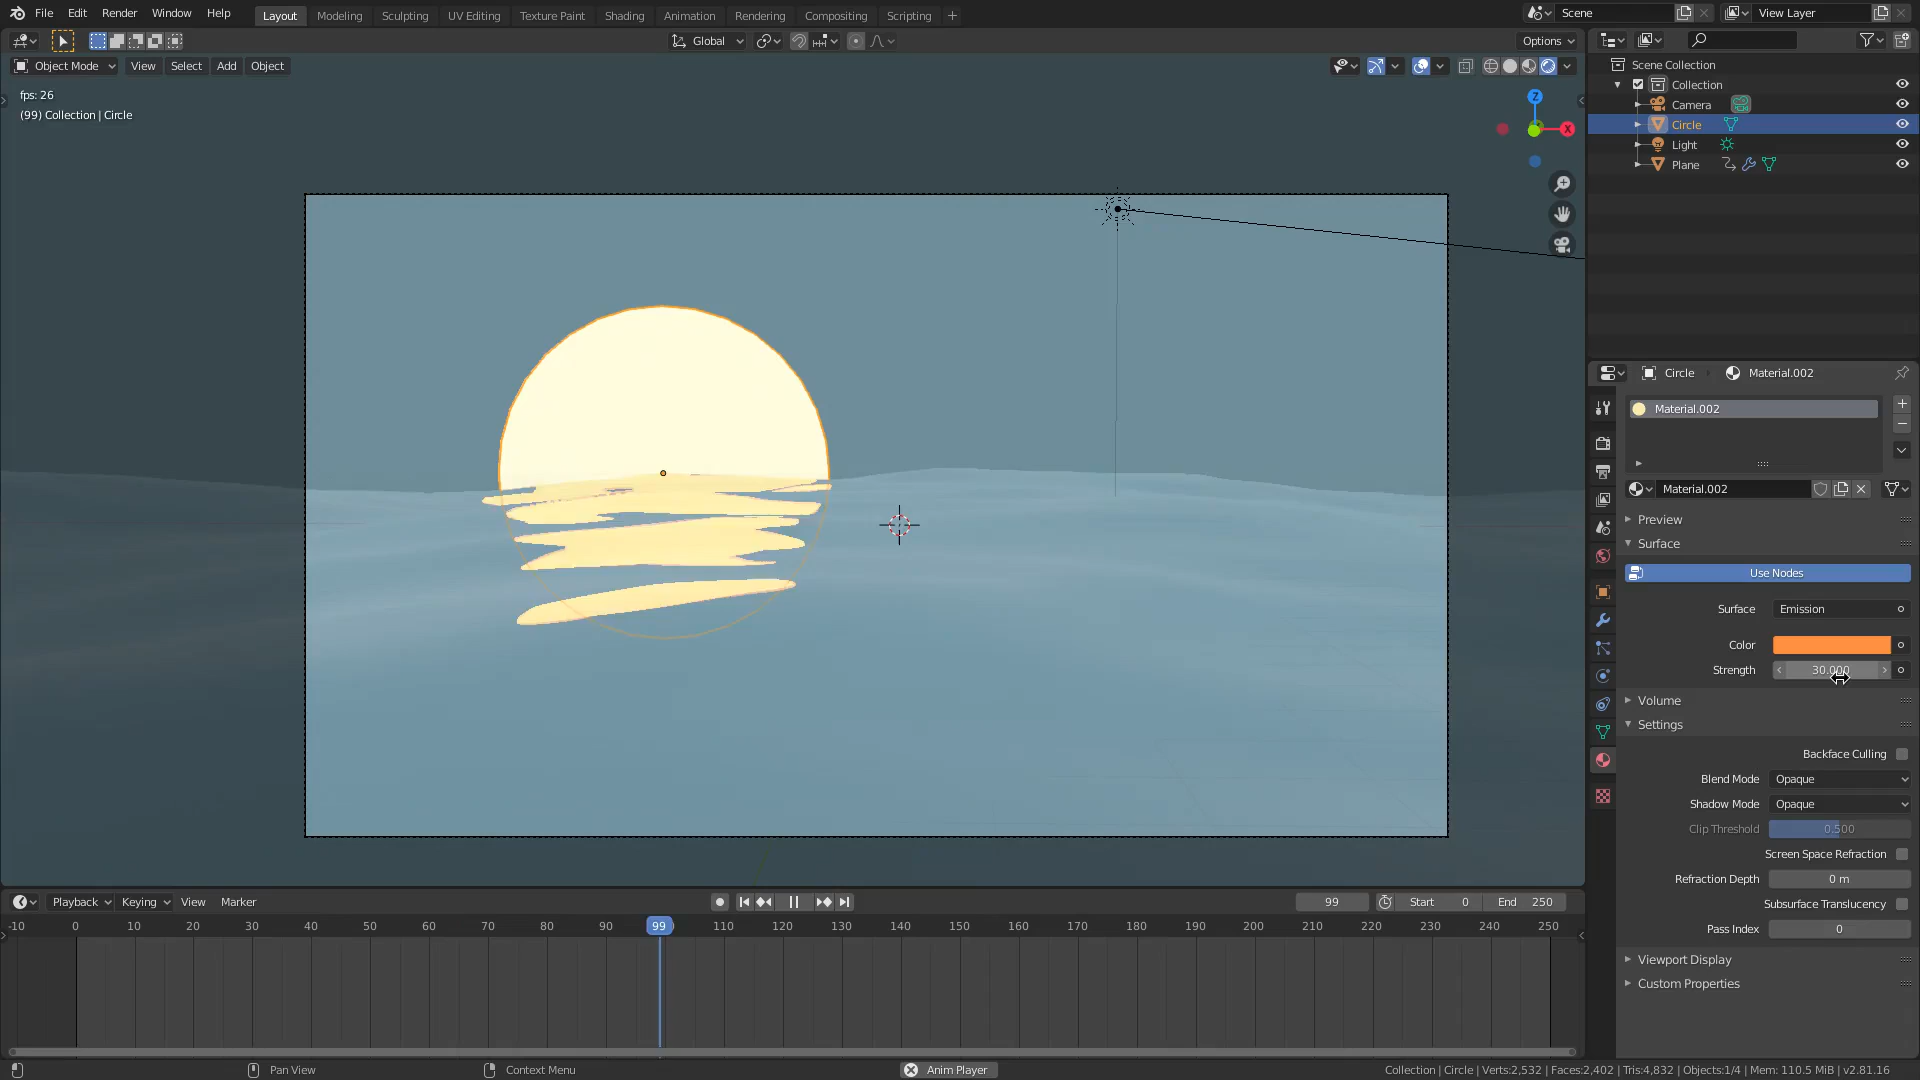 File Edit Render Window Help Layout Modeling Sculpting UV Editing Texture Paint Shading Animation Rendering Compositing Scripting + Scene View Layer
Global Options
Object Mode View Select Add Object
Scene Collection
Collection
Camera
Circle
Light
Plane
fps: 26
(99) Collection | Circle
Z
X
Circle Material.002
Material.002
Material.002
Preview
Surface
Use Nodes
Surface Emission
Color
Strength 30.000
Volume
Settings
Backface Culling
Blend Mode Opaque
Shadow Mode Opaque
Clip Threshold 0.500
Screen Space Refraction
Refraction Depth 0 m
Subsurface Translucency
Pass Index 0
Viewport Display
Custom Properties
Playback Keying View Marker 99 Start 0 End 250
-10 0 10 20 30 40 50 60 70 80 90 99 110 120 130 140 150 160 170 180 190 200 210 220 230 240 250
Pan View Context Menu Anim Player Collection | Circle | Verts:2,532 | Faces:2,402 | Tris:4,832 | Objects:1/4 | Mem: 110.5 MiB | v2.81.16